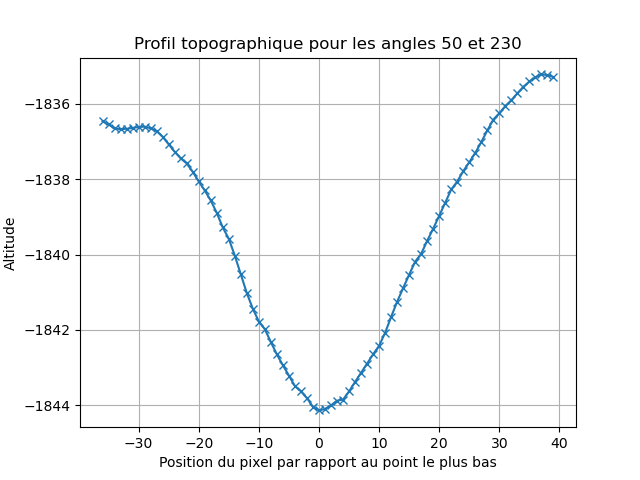 Profil topographique pour les angles 50 et 230
−1836
−1838
−1840
−1842
−1844
Altitude
−30 −20 −10 0 10 20 30 40
Position du pixel par rapport au point le plus bas